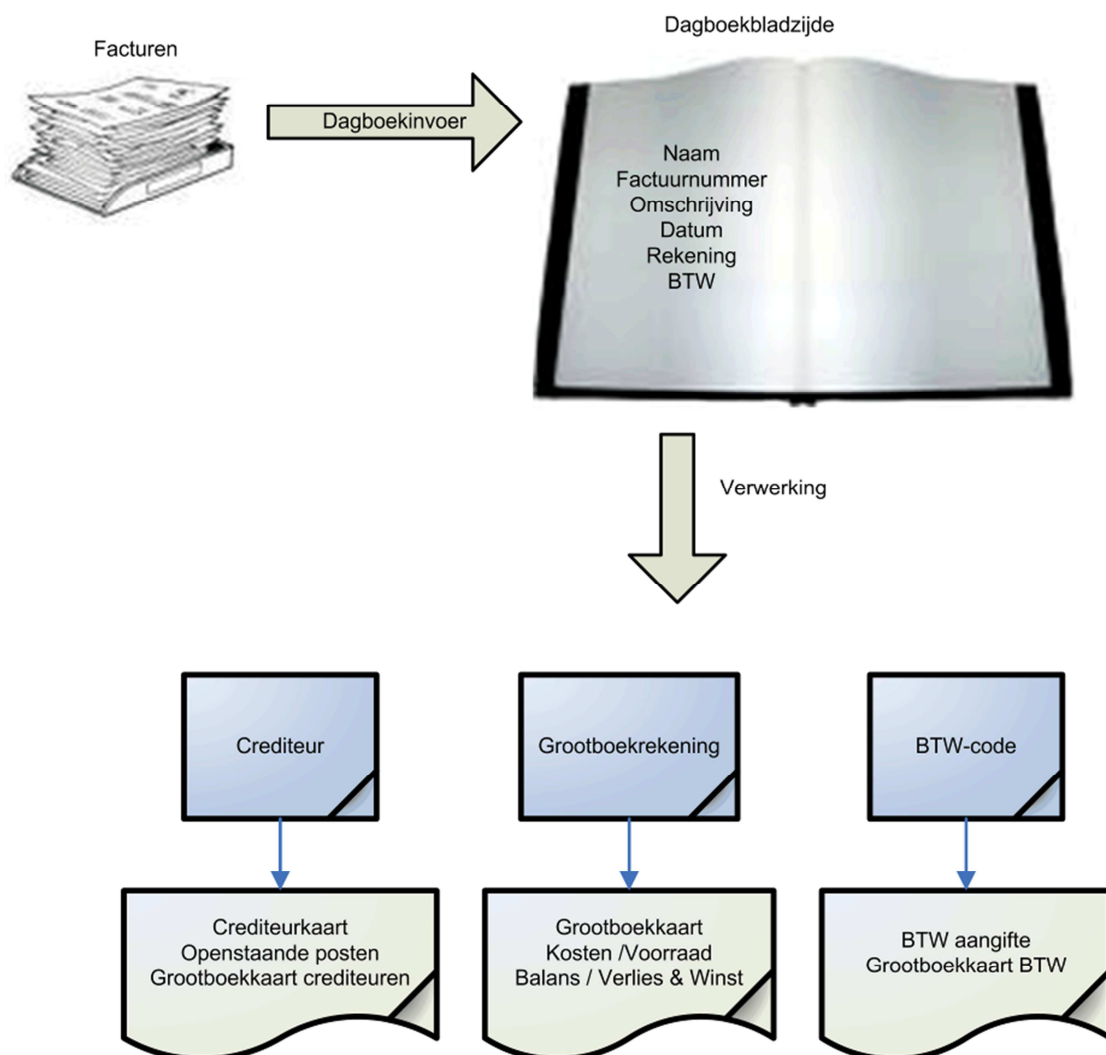 Dagboekbladzijde
Facturen
Dagboekinvoer
Naam
Factuurnummer
Omschrijving
Datum
Rekening
BTW
Verwerking
Crediteur
Grootboekrekening
BTW-code
Crediteurkaart
Openstaande posten
Grootboekkaart crediteuren
Grootboekkaart
Kosten /Voorraad
Balans / Verlies & Winst
BTW aangifte
Grootboekkaart BTW